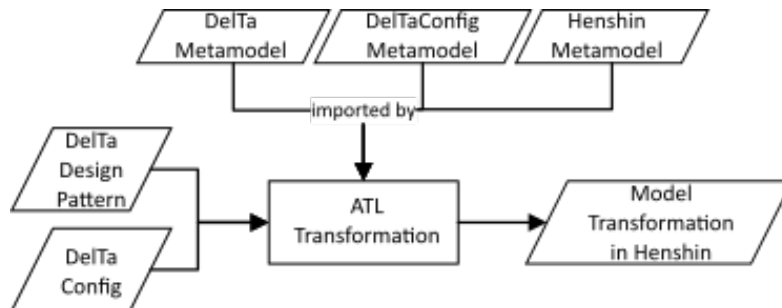 DelTa
Metamodel
DelTaConfig
Metamodel
Henshin
Metamodel
imported by
DelTa
Design
Pattern
ATL
Transformation
Model
Transformation
in Henshin
DelTa
Config